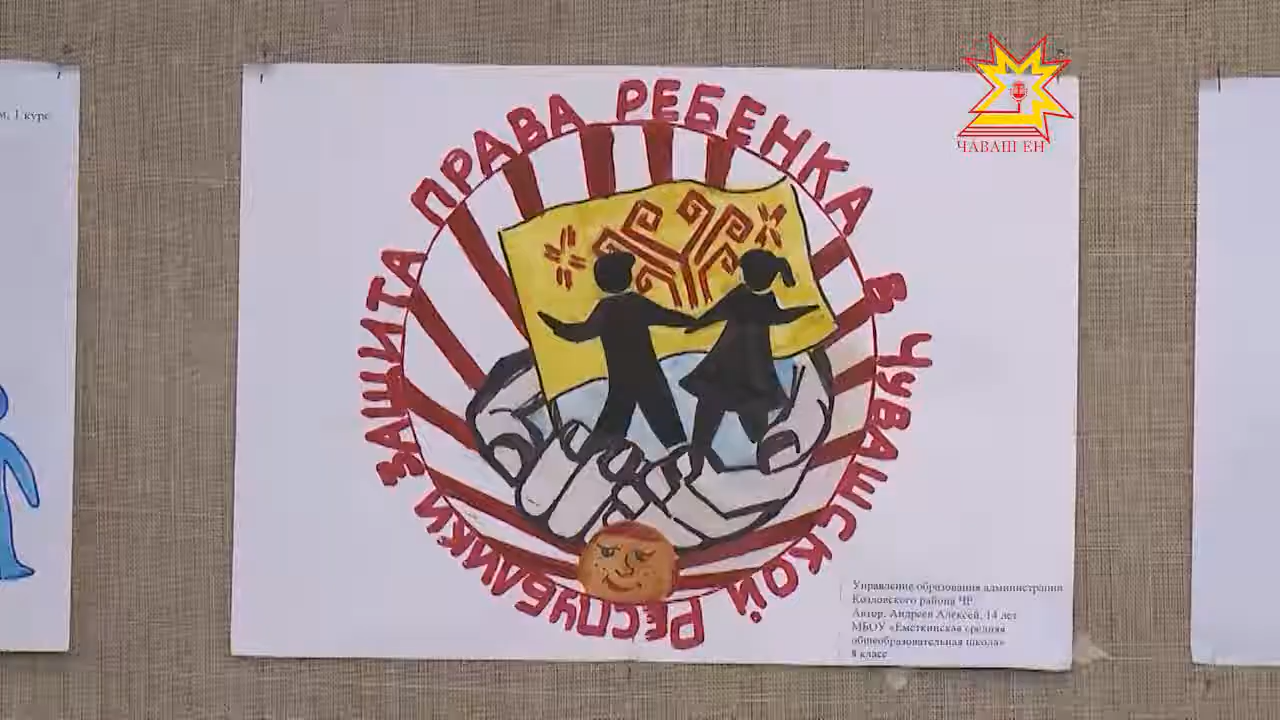 м, 1 курс
ЧӐВАШ ЕН
ЗАЩИТА ПРАВА РЕБЕНКА В ЧУВАШСКОЙ РЕСПУБЛИКИ
Управление образования администрации
Козловского района ЧР
Автор: Андреев Алексей, 14 лет
МБОУ «Еметкинская средняя
общеобразовательная школа»
8 класс